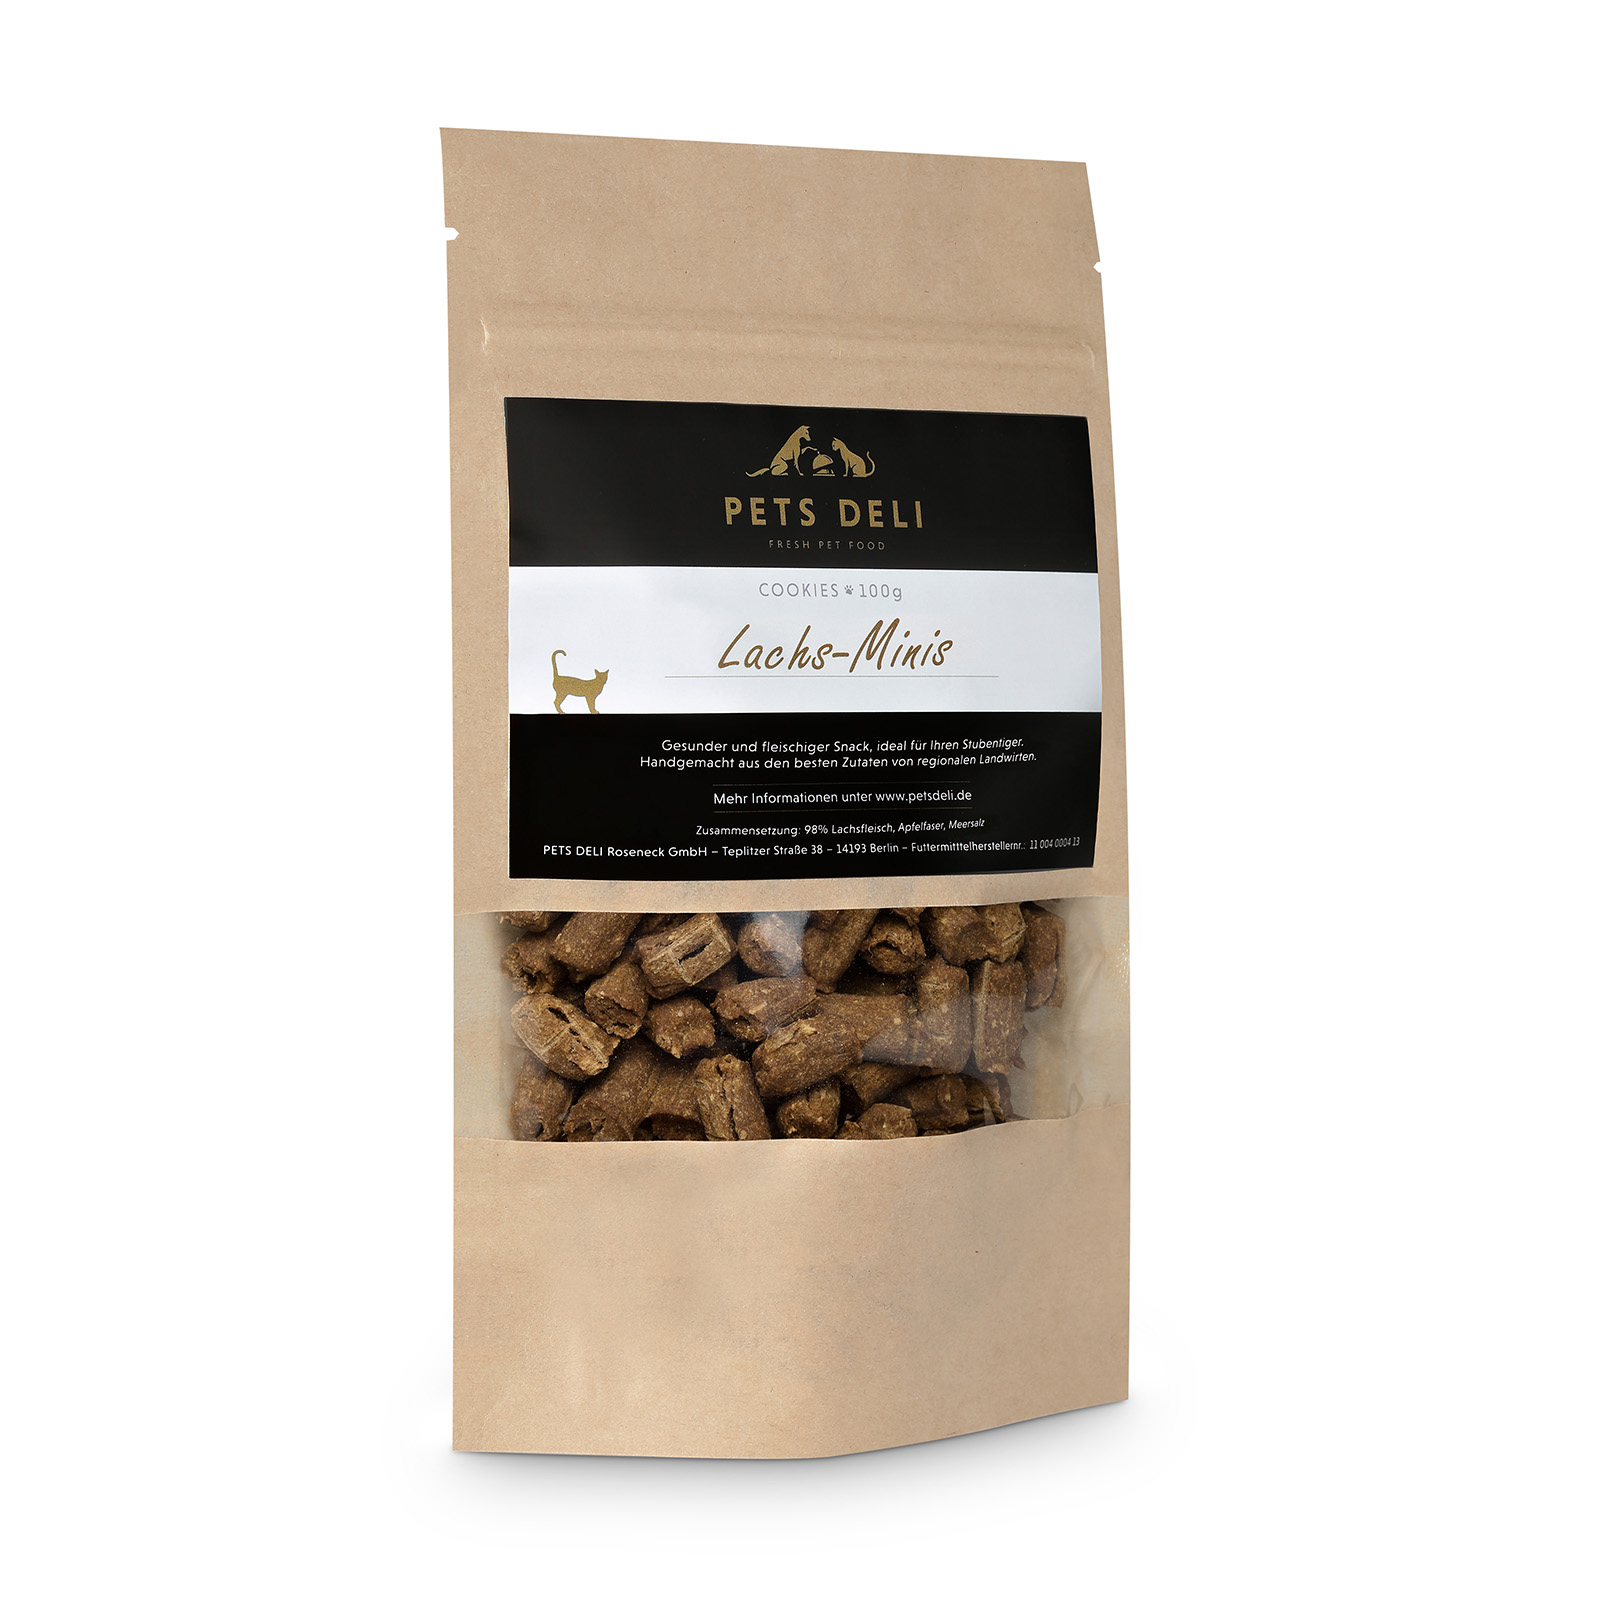 PETS DELI
FRESH PET FOOD
COOKIES 100g
Lachs-Minis
Gesunder und fleischiger Snack, ideal für Ihren Stubentiger.
Handgemacht aus den besten Zutaten von regionalen Landwirten.
Mehr Informationen unter www.petsdeli.de
Zusammensetzung: 98% Lachsfleisch, Apfelfaser, Meersalz
PETS DELI Roseneck GmbH – Teplitzer Straße 38 – 14193 Berlin – Futtermitttelherstellernr.: 11 004 0004 13